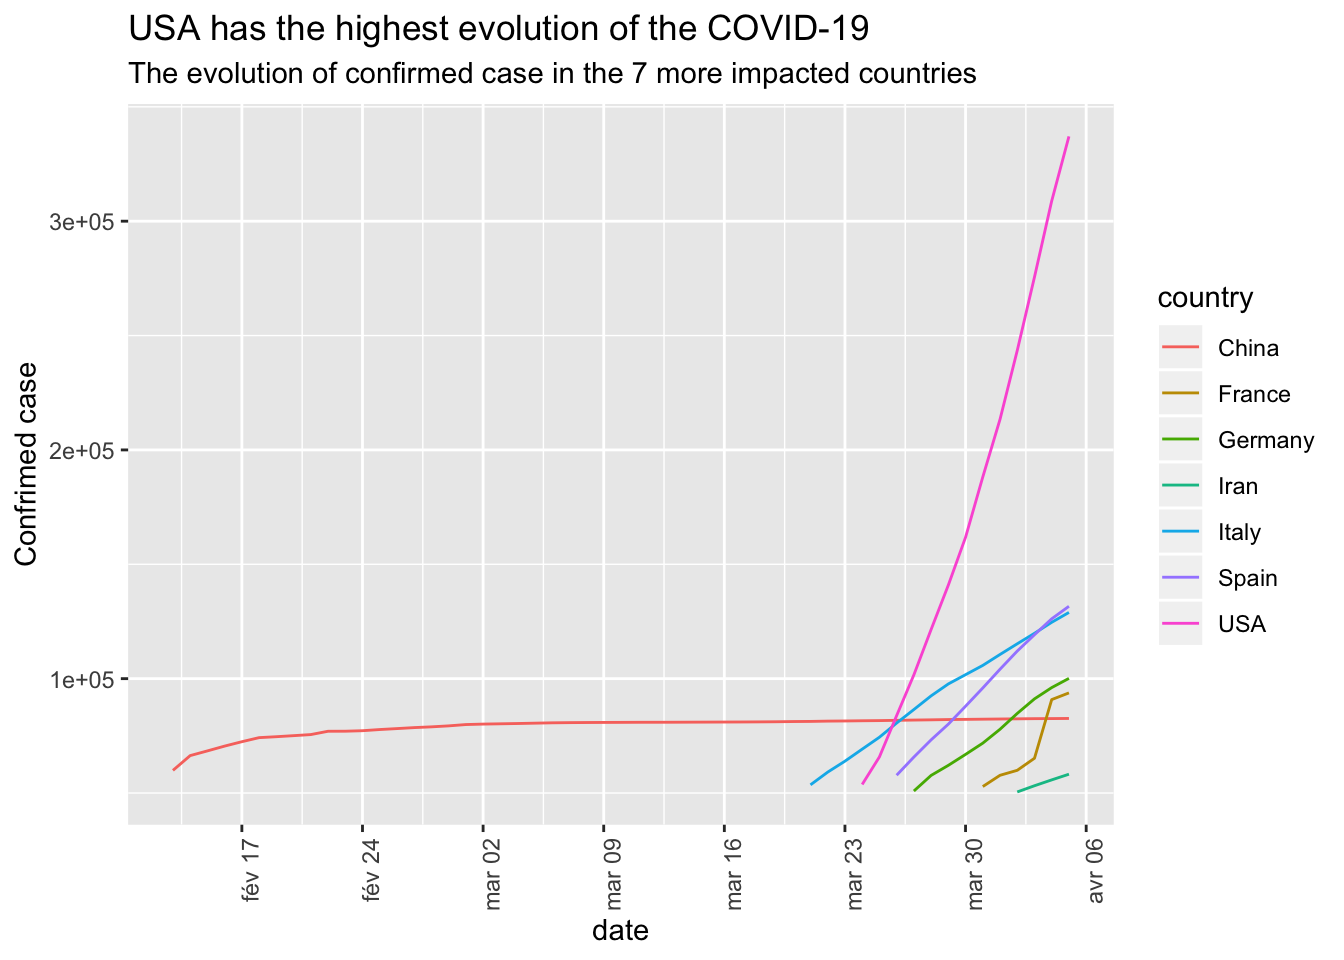 USA has the highest evolution of the COVID-19
The evolution of confirmed case in the 7 more impacted countries
Confrimed case
3e+05
2e+05
1e+05
fév 17
fév 24
mar 02
mar 09
mar 16
mar 23
mar 30
avr 06
date
country
China
France
Germany
Iran
Italy
Spain
USA